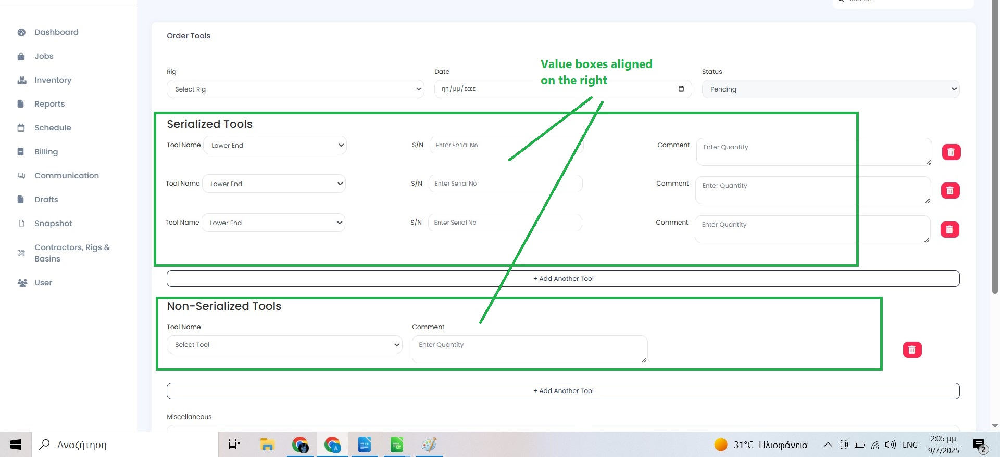 Search
Dashboard
Jobs
Inventory
Reports
Schedule
Billing
Communication
Drafts
Snapshot
Contractors, Rigs &
Basins
User
Order Tools
Value boxes aligned
on the right
Rig
Date
Status
Select Rig
ηη/μμ/εεεε
Pending
Serialized Tools
Tool Name Lower End S/N Enter Serial No Comment Enter Quantity
Tool Name Lower End S/N Enter Serial No Comment Enter Quantity
Tool Name Lower End S/N Enter Serial No Comment Enter Quantity
+ Add Another Tool
Non-Serialized Tools
Tool Name Comment
Select Tool Enter Quantity
+ Add Another Tool
Miscellaneous
Αναζήτηση
A
31°C Ηλιοφάνεια
ENG
2:05 μμ
9/7/2025
2